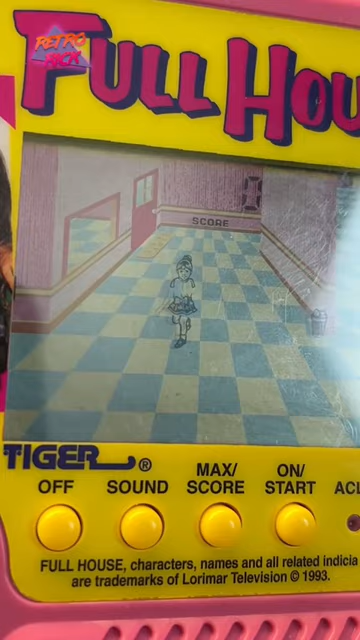 RETRO
RICK
FULL HOU
SCORE
TIGER®
OFF SOUND MAX/ SCORE ON/ START ACL
FULL HOUSE, characters, names and all related indicia
are trademarks of Lorimar Television © 1993.